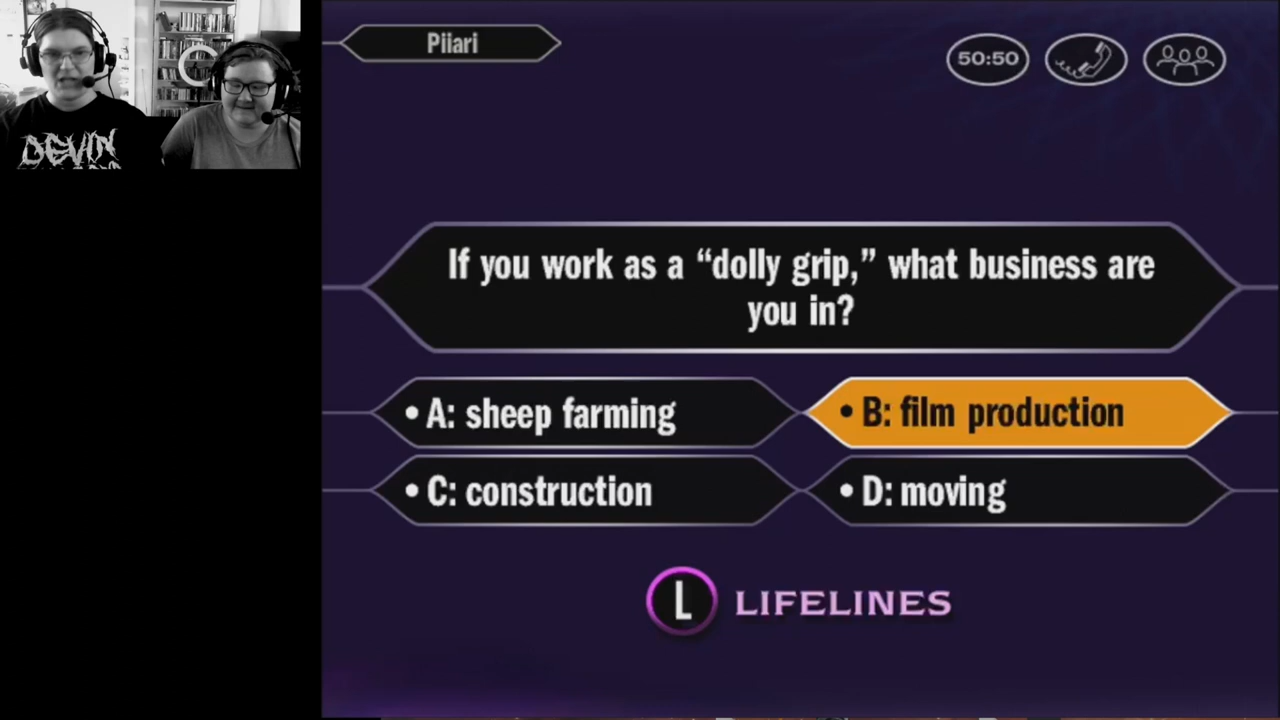 Piiari
50:50
If you work as a “dolly grip,” what business are
you in?
• A: sheep farming
• B: film production
• C: construction
• D: moving
L LIFELINES
DEVIN